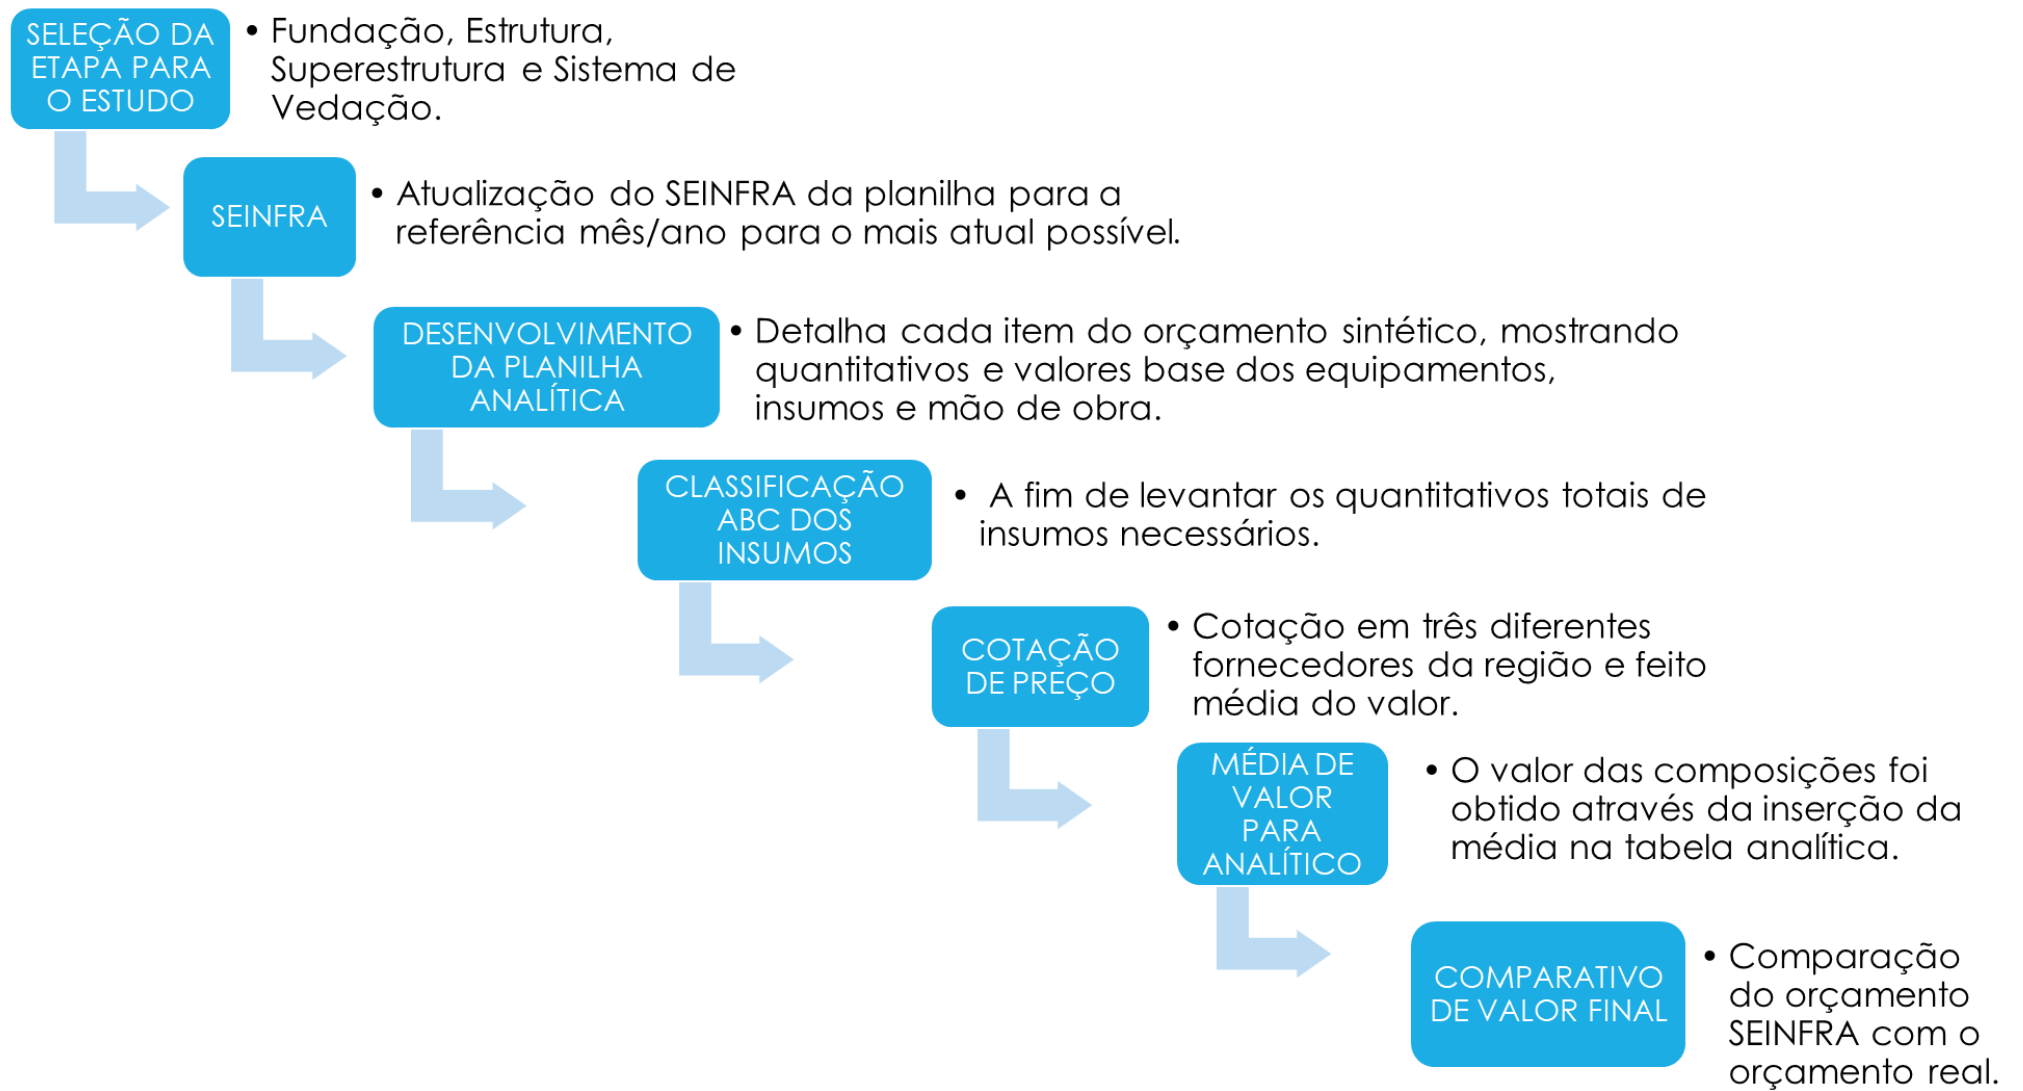 SELEÇÃO DA
ETAPA PARA
O ESTUDO
• Fundação, Estrutura,
Superestrutura e Sistema de
Vedação.
SEINFRA
• Atualização do SEINFRA da planilha para a
referência mês/ano para o mais atual possível.
DESENVOLVIMENTO
DA PLANILHA
ANALÍTICA
• Detalha cada item do orçamento sintético, mostrando
quantitativos e valores base dos equipamentos,
insumos e mão de obra.
CLASSIFICAÇÃO
ABC DOS
INSUMOS
• A fim de levantar os quantitativos totais de
insumos necessários.
COTAÇÃO
DE PREÇO
• Cotação em três diferentes
fornecedores da região e feito
média do valor.
MÉDIA DE
VALOR
PARA
ANALÍTICO
• O valor das composições foi
obtido através da inserção da
média na tabela analítica.
COMPARATIVO
DE VALOR FINAL
• Comparação
do orçamento
SEINFRA com o
orçamento real.